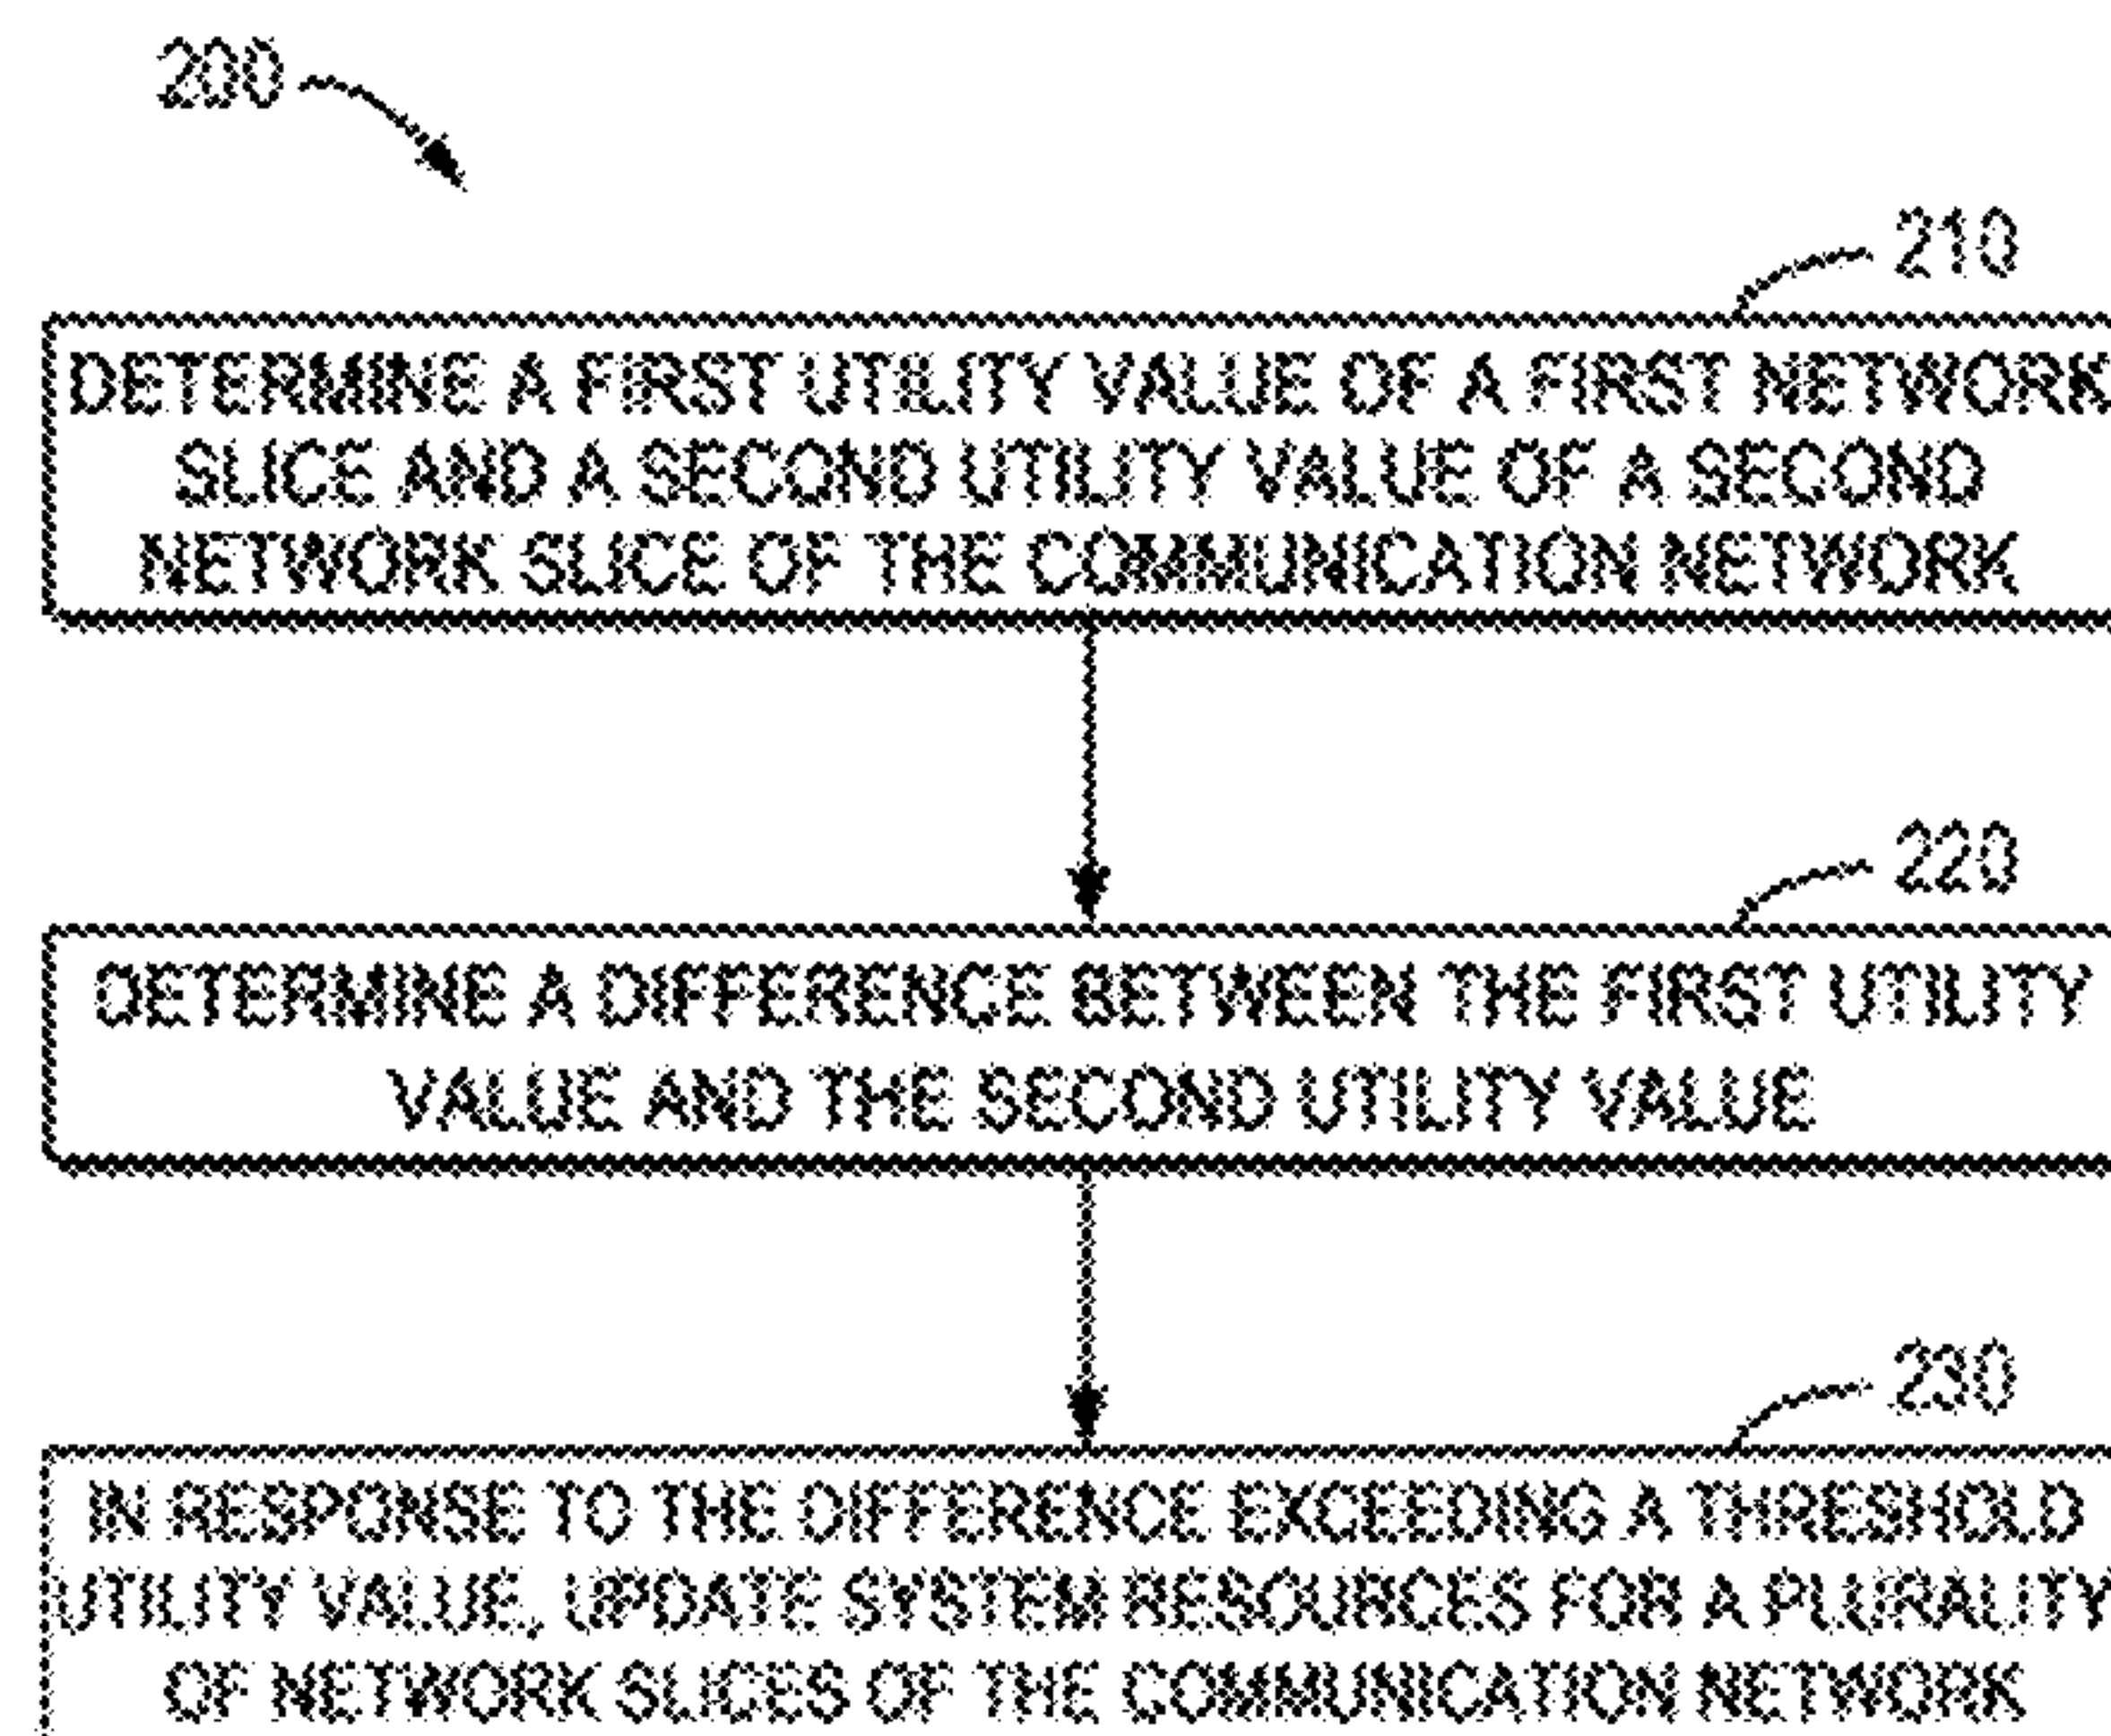 200
210
DETERMINE A FIRST UTILITY VALUE OF A FIRST NETWORK
SLICE AND A SECOND UTILITY VALUE OF A SECOND
NETWORK SLICE OF THE COMMUNICATION NETWORK
220
DETERMINE A DIFFERENCE BETWEEN THE FIRST UTILITY
VALUE AND THE SECOND UTILITY VALUE
230
IN RESPONSE TO THE DIFFERENCE EXCEEDING A THRESHOLD
UTILITY VALUE, UPDATE SYSTEM RESOURCES FOR A PLURALITY
OF NETWORK SLICES OF THE COMMUNICATION NETWORK